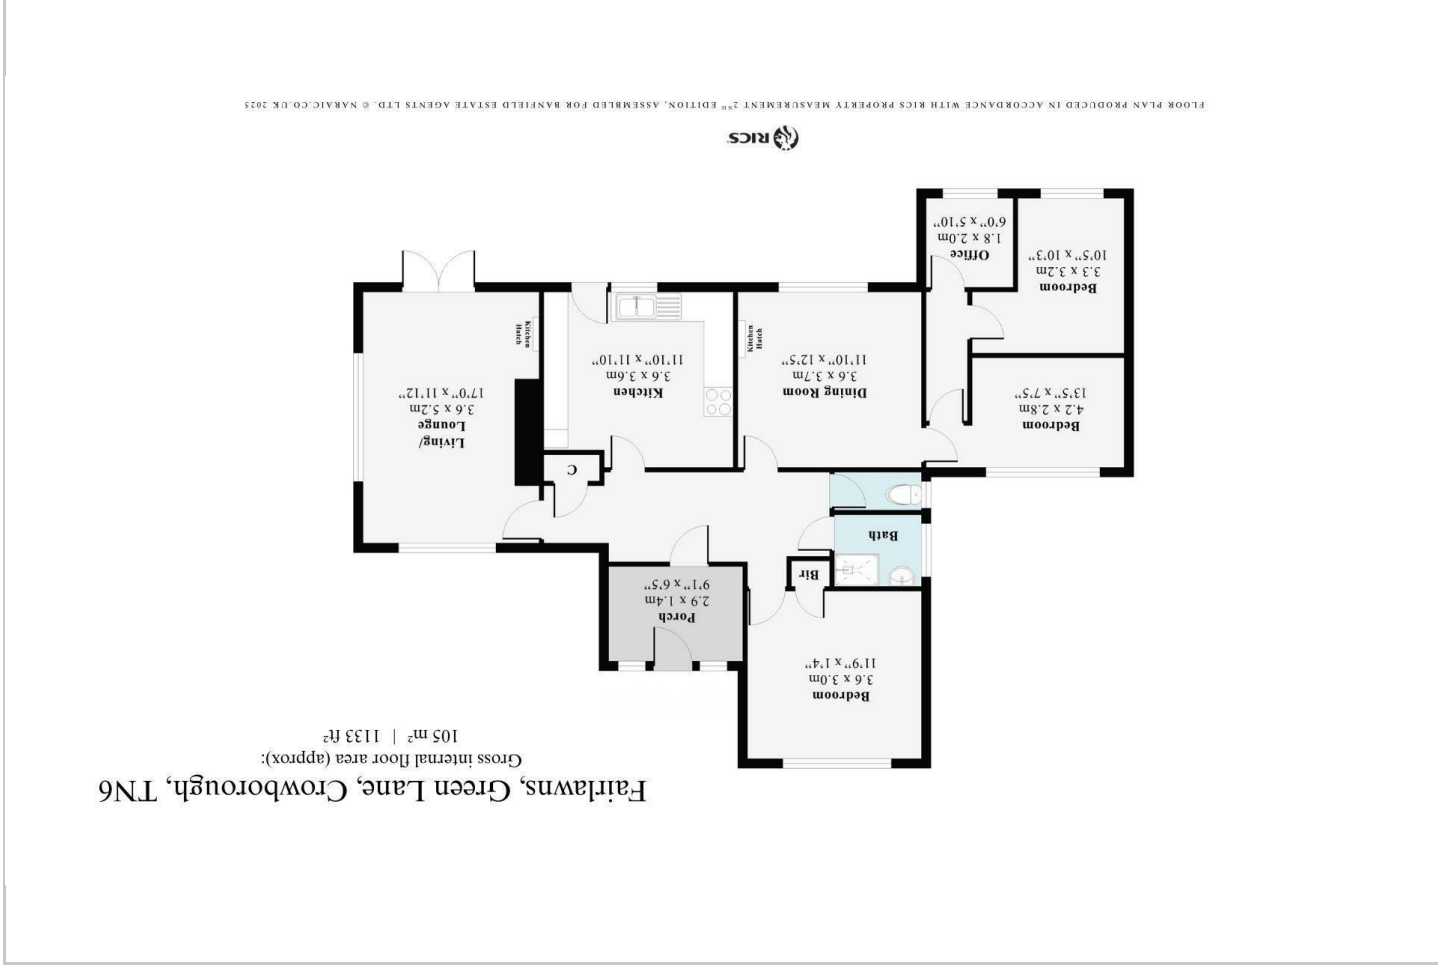 Fairlawns, Green Lane, Crowborough, TN6
Gross internal floor area (approx):
105 m² | 1133 ft²
Bedroom
3.6 x 3.0m
11'9" x 1'4"
Porch
2.9 x 1.4m
9'1" x 6'5"
Bir
Bath
C
Bedroom
4.2 x 2.8m
13'5" x 7'5"
Dining Room
3.6 x 3.7m
11'10" x 12'5"
Kitchen
Hatch
Kitchen
3.6 x 3.6m
11'10" x 11'10"
Living/
Lounge
3.6 x 5.2m
17'0" x 11'12"
Kitchen
Hatch
Bedroom
3.3 x 3.2m
10'5" x 10'3"
Office
1.8 x 2.0m
6'0" x 5'10"
RICS
FLOOR PLAN PRODUCED IN ACCORDANCE WITH RICS PROPERTY MEASUREMENT 2ND EDITION. ASSEMBLED FOR BANFIELD ESTATE AGENTS LTD. © NARAIC.CO.UK 2025